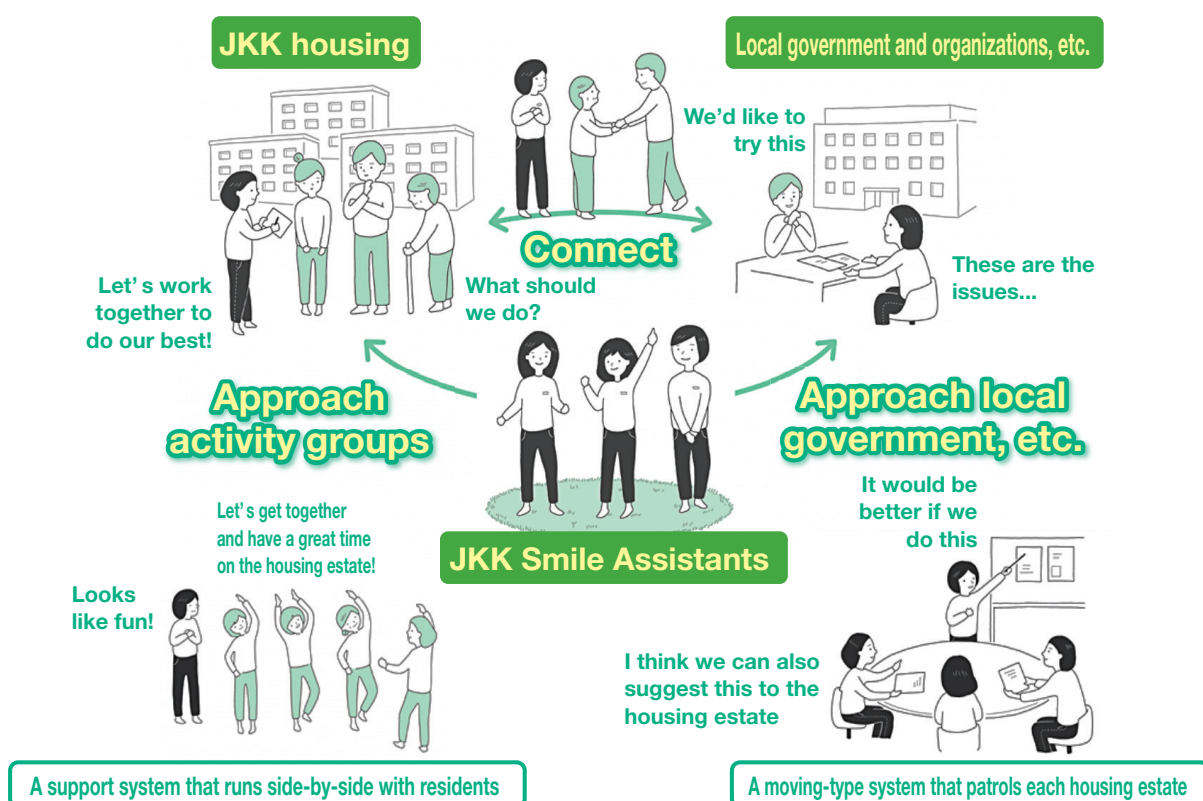 JKK housing
Local government and organizations, etc.
We'd like to
try this
Connect
Let's work
together to
do our best!
What should
we do?
These are the
issues...
Approach
activity groups
Approach local
government, etc.
Let's get together
and have a great time
on the housing estate!
It would be
better if we
do this
JKK Smile Assistants
Looks
like fun!
I think we can also
suggest this to the
housing estate
A support system that runs side-by-side with residents
A moving-type system that patrols each housing estate